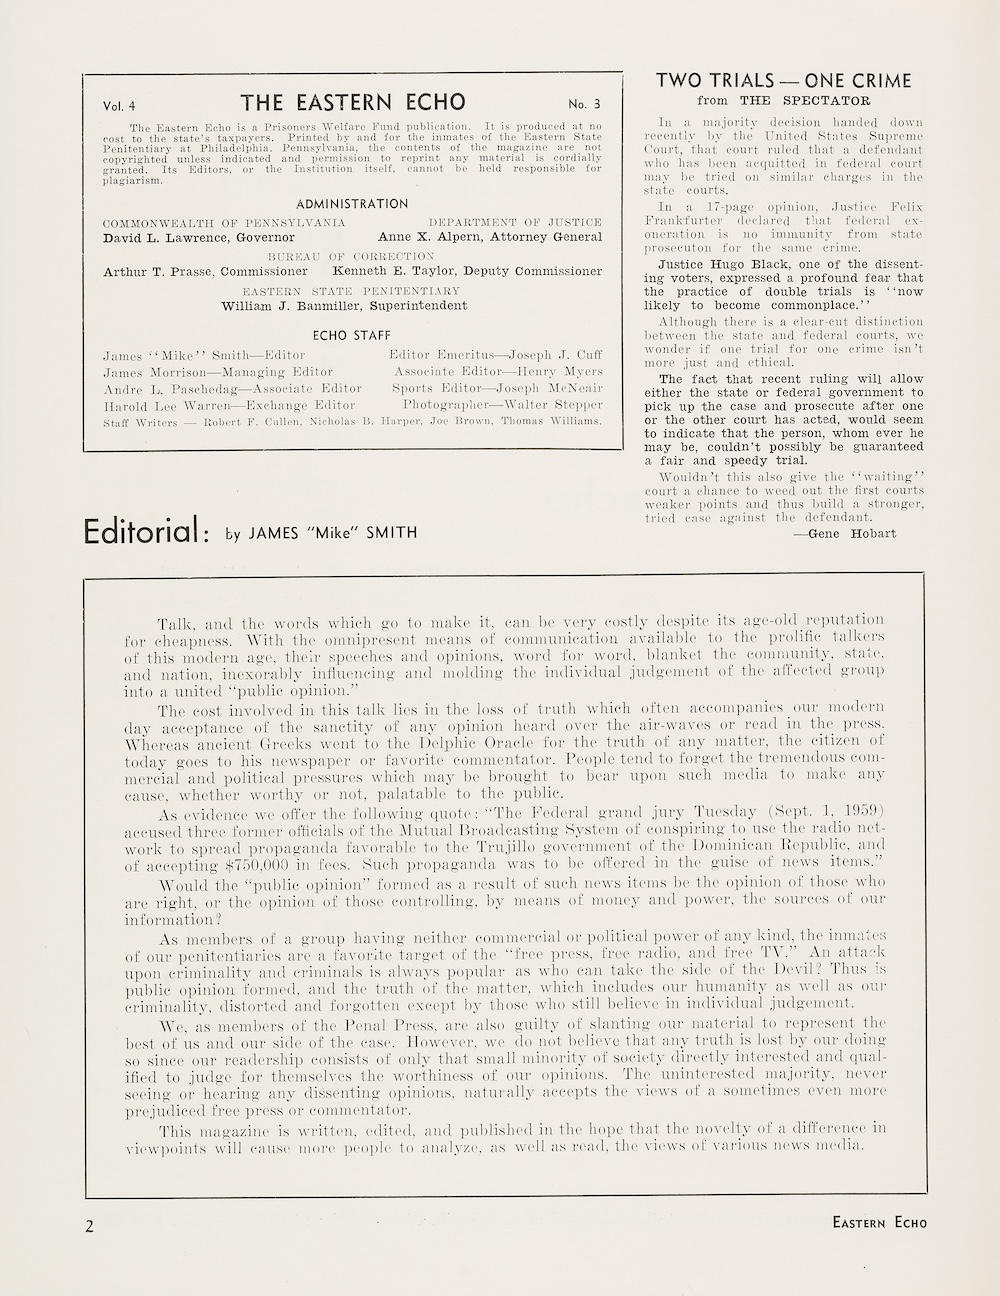 Vol. 4
THE EASTERN ECHO
No. 3
The Eastern Echo is a Prisoners Welfare Fund publication. It is produced at no
cost to the state's taxpayers. Printed by and for the inmates of the Eastern State
Penitentiary at Philadelphia. Pennsylvania, the contents of the magazine are not
copyrighted unless indicated and permission to reprint any material is cordially
granted. Its Editors, or the Institution itself, cannot be held responsible for
plagiarism.
ADMINISTRATION
COMMONWEALTH OF PENNSYLVANIA DEPARTMENT OF JUSTICE
David L. Lawrence, Governor Anne X. Alpern, Attorney General
BUREAU OF CORRECTION
Arthur T. Prasse, Commissioner Kenneth E. Taylor, Deputy Commissioner
EASTERN STATE PENITENTIARY
William J. Banmiller, Superintendent
ECHO STAFF
James ''Mike'' Smith—Editor Editor Emeritus—Joseph J. Cuff
James Morrison—Managing Editor Associate Editor—Henry Myers
Andre L. Paschedag—Associate Editor Sports Editor—Joseph McNeair
Harold Lee Warren—Exchange Editor Photographer—Walter Stepper
Staff Writers — Robert F. Cullen, Nicholas B. Harper, Joe Brown, Thomas Williams.
TWO TRIALS — ONE CRIME
from THE SPECTATOR
In a majority decision handed down
recently by the United States Supreme
Court, that court ruled that a defendant
who has been acquitted in federal court
may be tried on similar charges in the
state courts.
In a 17-page opinion, Justice Felix
Frankfurter declared that federal ex-
oneration is no immunity from state
prosecuton for the same crime.
Justice Hugo Black, one of the dissent-
ing voters, expressed a profound fear that
the practice of double trials is ''now
likely to become commonplace.''
Although there is a clear-cut distinction
between the state and federal courts, we
wonder if one trial for one crime isn't
more just and ethical.
The fact that recent ruling will allow
either the state or federal government to
pick up the case and prosecute after one
or the other court has acted, would seem
to indicate that the person, whom ever he
may be, couldn't possibly be guaranteed
a fair and speedy trial.
Wouldn't this also give the ''waiting''
court a chance to weed out the first courts
weaker points and thus build a stronger,
tried case against the defendant.
—Gene Hobart
Editorial: by JAMES "Mike" SMITH
Talk, and the words which go to make it, can be very costly despite its age-old reputation
for cheapness. With the omnipresent means of communication available to the prolific talkers
of this modern age, their speeches and opinions, word for word, blanket the community, state,
and nation, inexorably influencing and molding the individual judgement of the affected group
into a united "public opinion."
The cost involved in this talk lies in the loss of truth which often accompanies our modern
day acceptance of the sanctity of any opinion heard over the air-waves or read in the press.
Whereas ancient Greeks went to the Delphic Oracle for the truth of any matter, the citizen of
today goes to his newspaper or favorite commentator. People tend to forget the tremendous com-
mercial and political pressures which may be brought to bear upon such media to make any
cause, whether worthy or not, palatable to the public.
As evidence we offer the following quote: "The Federal grand jury Tuesday (Sept. 1, 1959)
accused three former officials of the Mutual Broadcasting System of conspiring to use the radio net-
work to spread propaganda favorable to the Trujillo government of the Dominican Republic, and
of accepting $750,000 in fees. Such propaganda was to be offered in the guise of news items."
Would the "public opinion" formed as a result of such news items be the opinion of those who
are right, or the opinion of those controlling, by means of money and power, the sources of our
information?
As members of a group having neither commercial or political power of any kind, the inmates
of our penitentiaries are a favorite target of the "free press, free radio, and free TV." An attack
upon criminality and criminals is always popular as who can take the side of the Devil? Thus is
public opinion formed, and the truth of the matter, which includes our humanity as well as our
criminality, distorted and forgotten except by those who still believe in individual judgement.
We, as members of the Penal Press, are also guilty of slanting our material to represent the
best of us and our side of the case. However, we do not believe that any truth is lost by our doing
so since our readership consists of only that small minority of society directly interested and qual-
ified to judge for themselves the worthiness of our opinions. The uninterested majority, never
seeing or hearing any dissenting opinions, naturally accepts the views of a sometimes even more
prejudiced free press or commentator.
This magazine is written, edited, and published in the hope that the novelty of a difference in
viewpoints will cause more people to analyze, as well as read, the views of various news media.
2
EASTERN ECHO